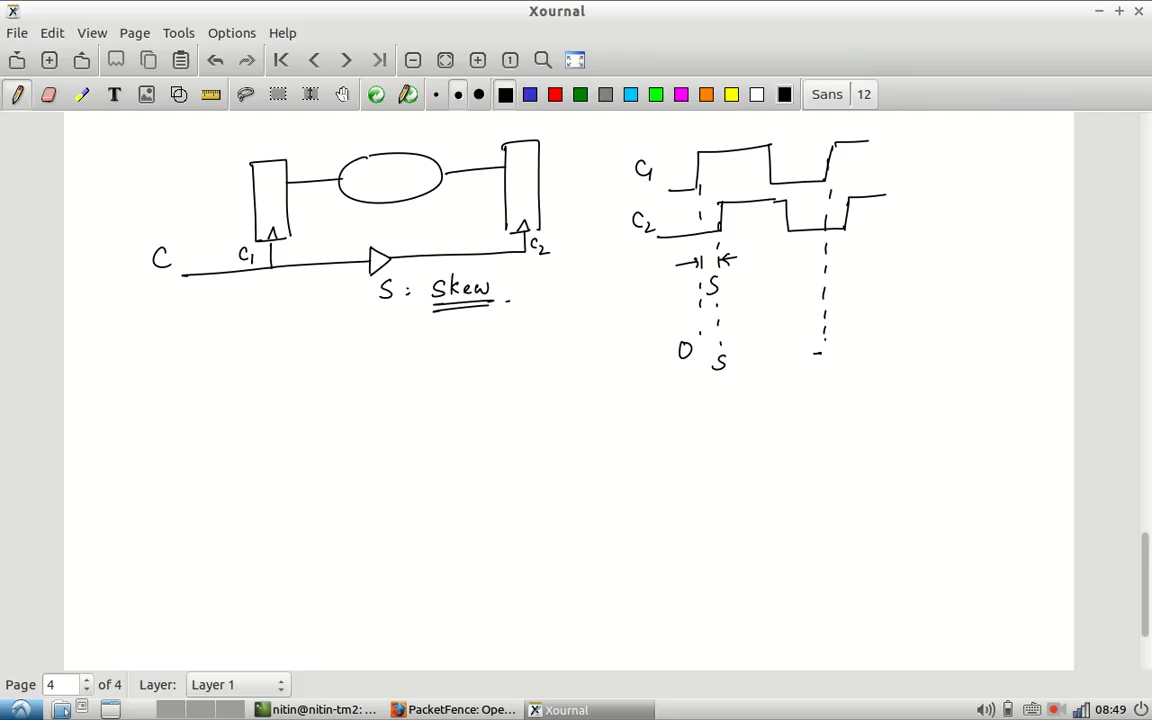 Xournal
File Edit View Page Tools Options Help
Sans 12
C
C1
C2
S : Skew
C1
C2
S
0
S
Page 4 of 4 Layer: Layer 1
nitin@nitin-tm2: ... PacketFence: Ope... Xournal 08:49